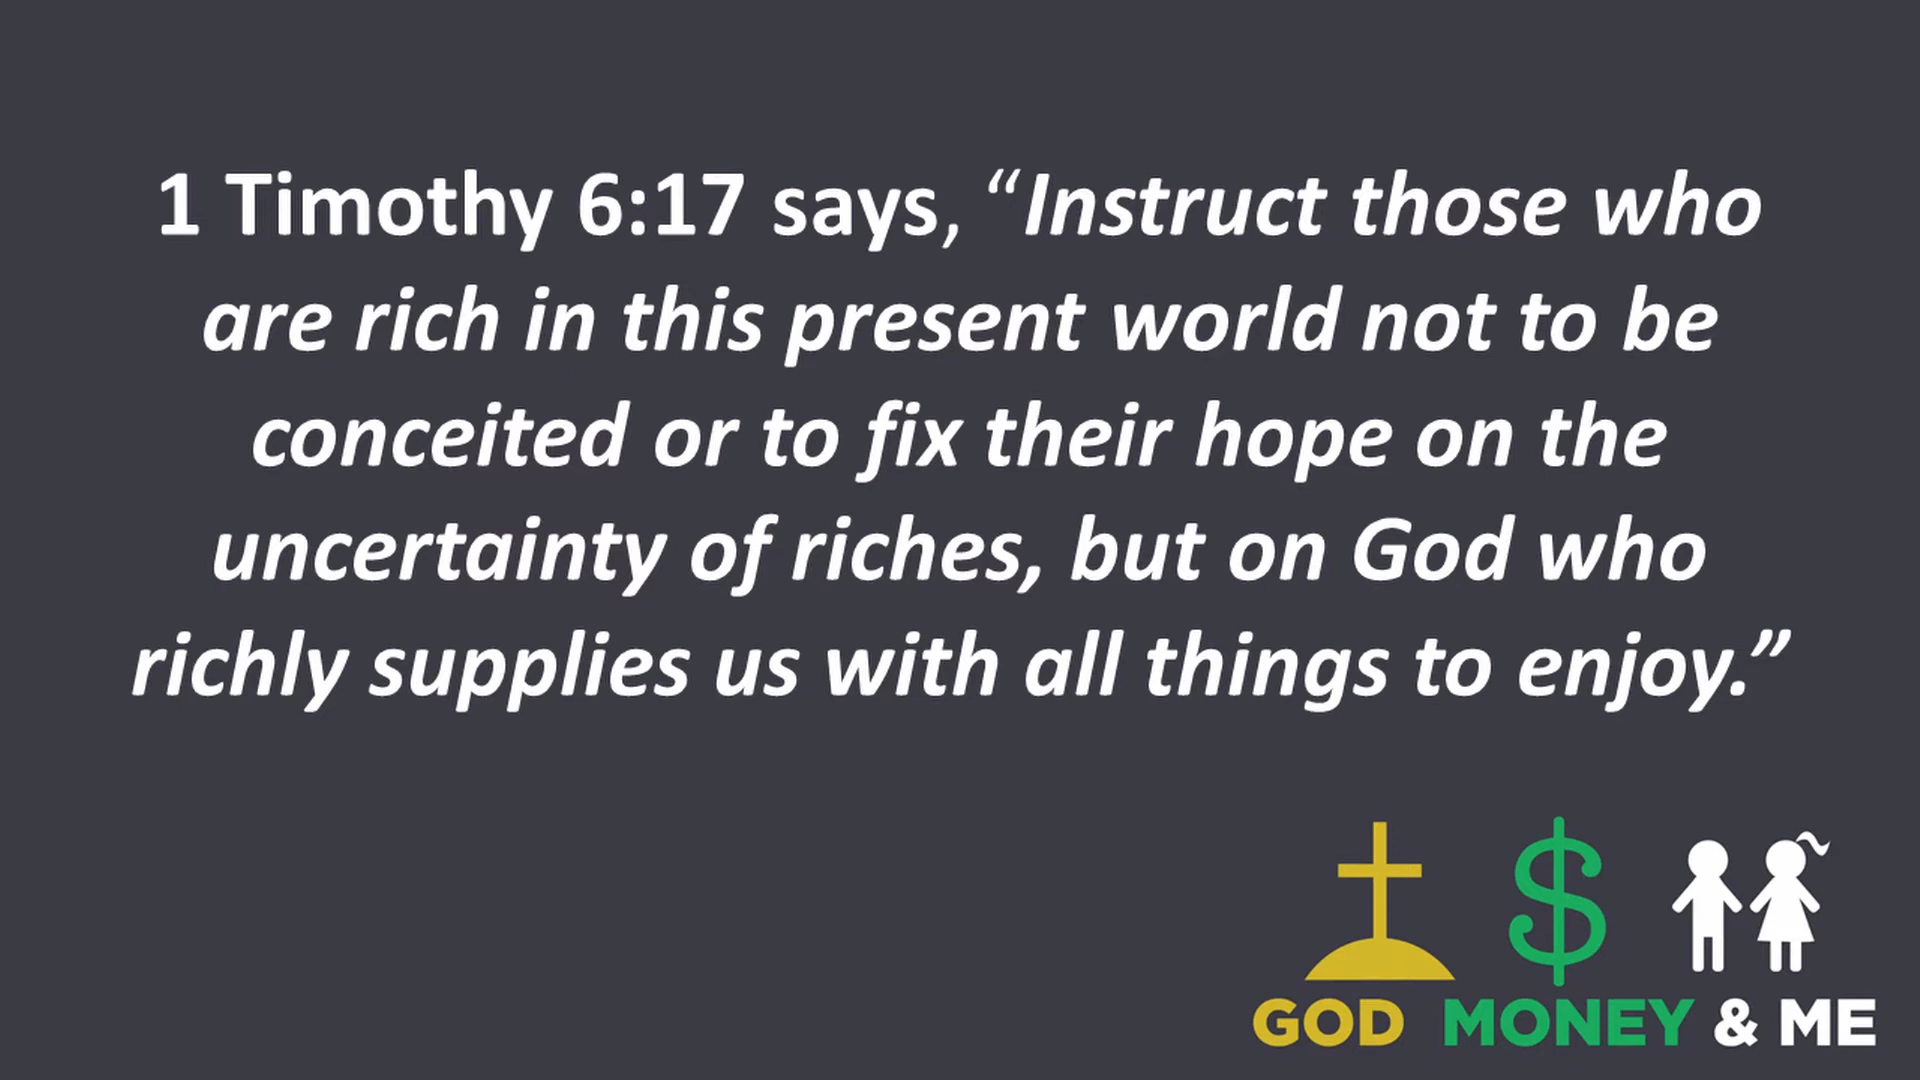 1 Timothy 6:17 says, “Instruct those who
are rich in this present world not to be
conceited or to fix their hope on the
uncertainty of riches, but on God who
richly supplies us with all things to enjoy.”
$
GOD MONEY & ME